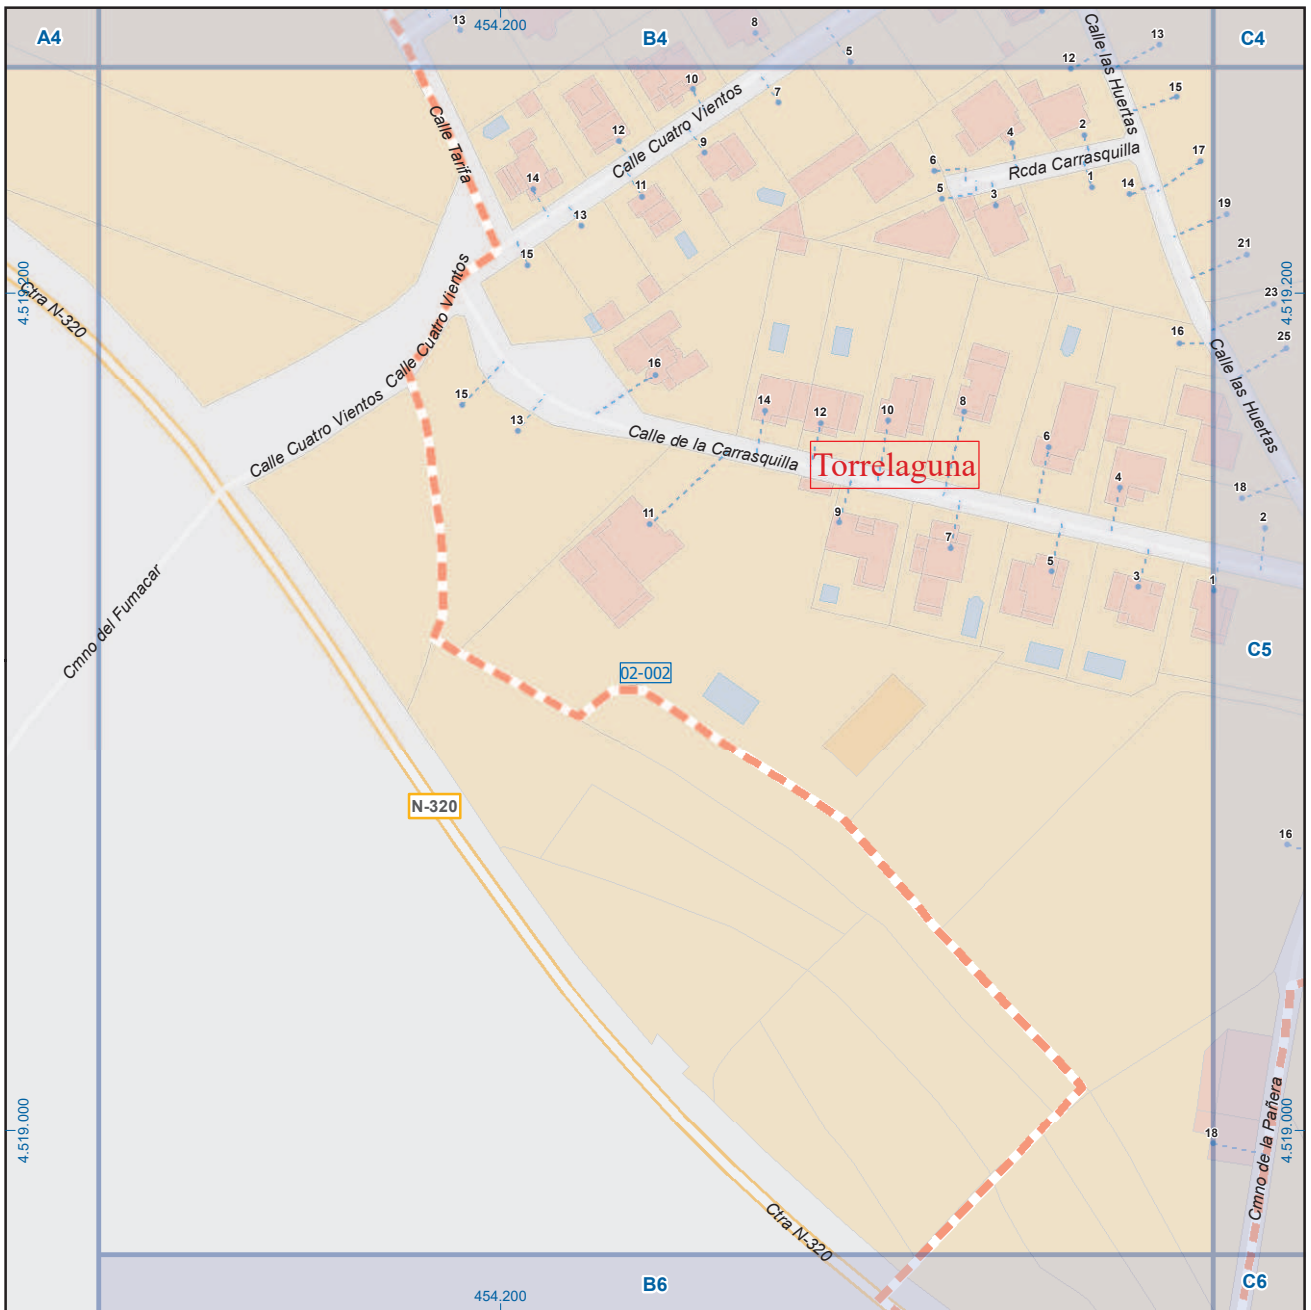 A4
13
454.200
B4
8
5
Calle las Huertas
13
12
C4
10
7
15
Calle Tarifa
Calle Cuatro Vientos
12
9
4
2
Rcda Carrasquilla
17
6
5
3
1
14
14
11
13
15
19
21
4.519.200
Ctra N-320
Calle Cuatro Vientos
Calle Cuatro Vientos
23
4.519.200
16
25
Calle las Huertas
16
15
13
14
12
10
8
6
4
Calle de la Carrasquilla
Torrelaguna
18
2
11
9
7
5
3
1
Cmno del Fumacar
C5
02-002
N-320
16
4.519.000
18
Cmno de la Pañera
4.519.000
Ctra N-320
454.200
B6
C6